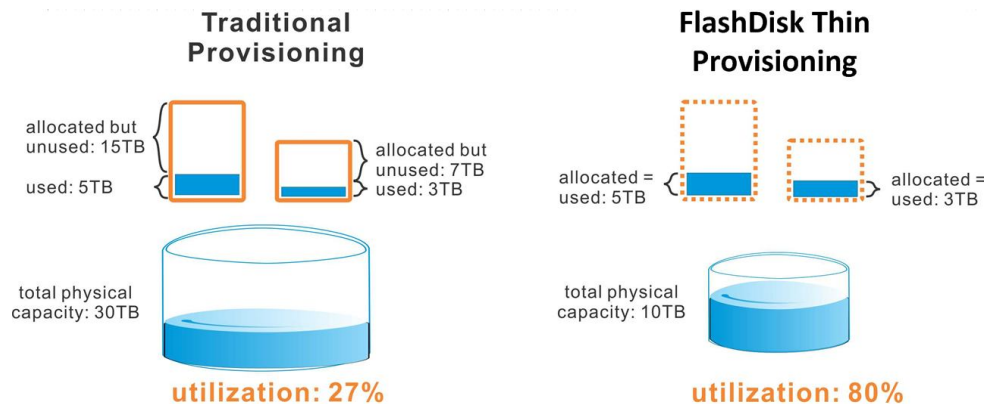 Traditional
Provisioning
allocated but
unused: 15TB
used: 5TB
allocated but
unused: 7TB
used: 3TB
total physical
capacity: 30TB
utilization: 27%
FlashDisk Thin
Provisioning
allocated =
used: 5TB
allocated =
used: 3TB
total physical
capacity: 10TB
utilization: 80%